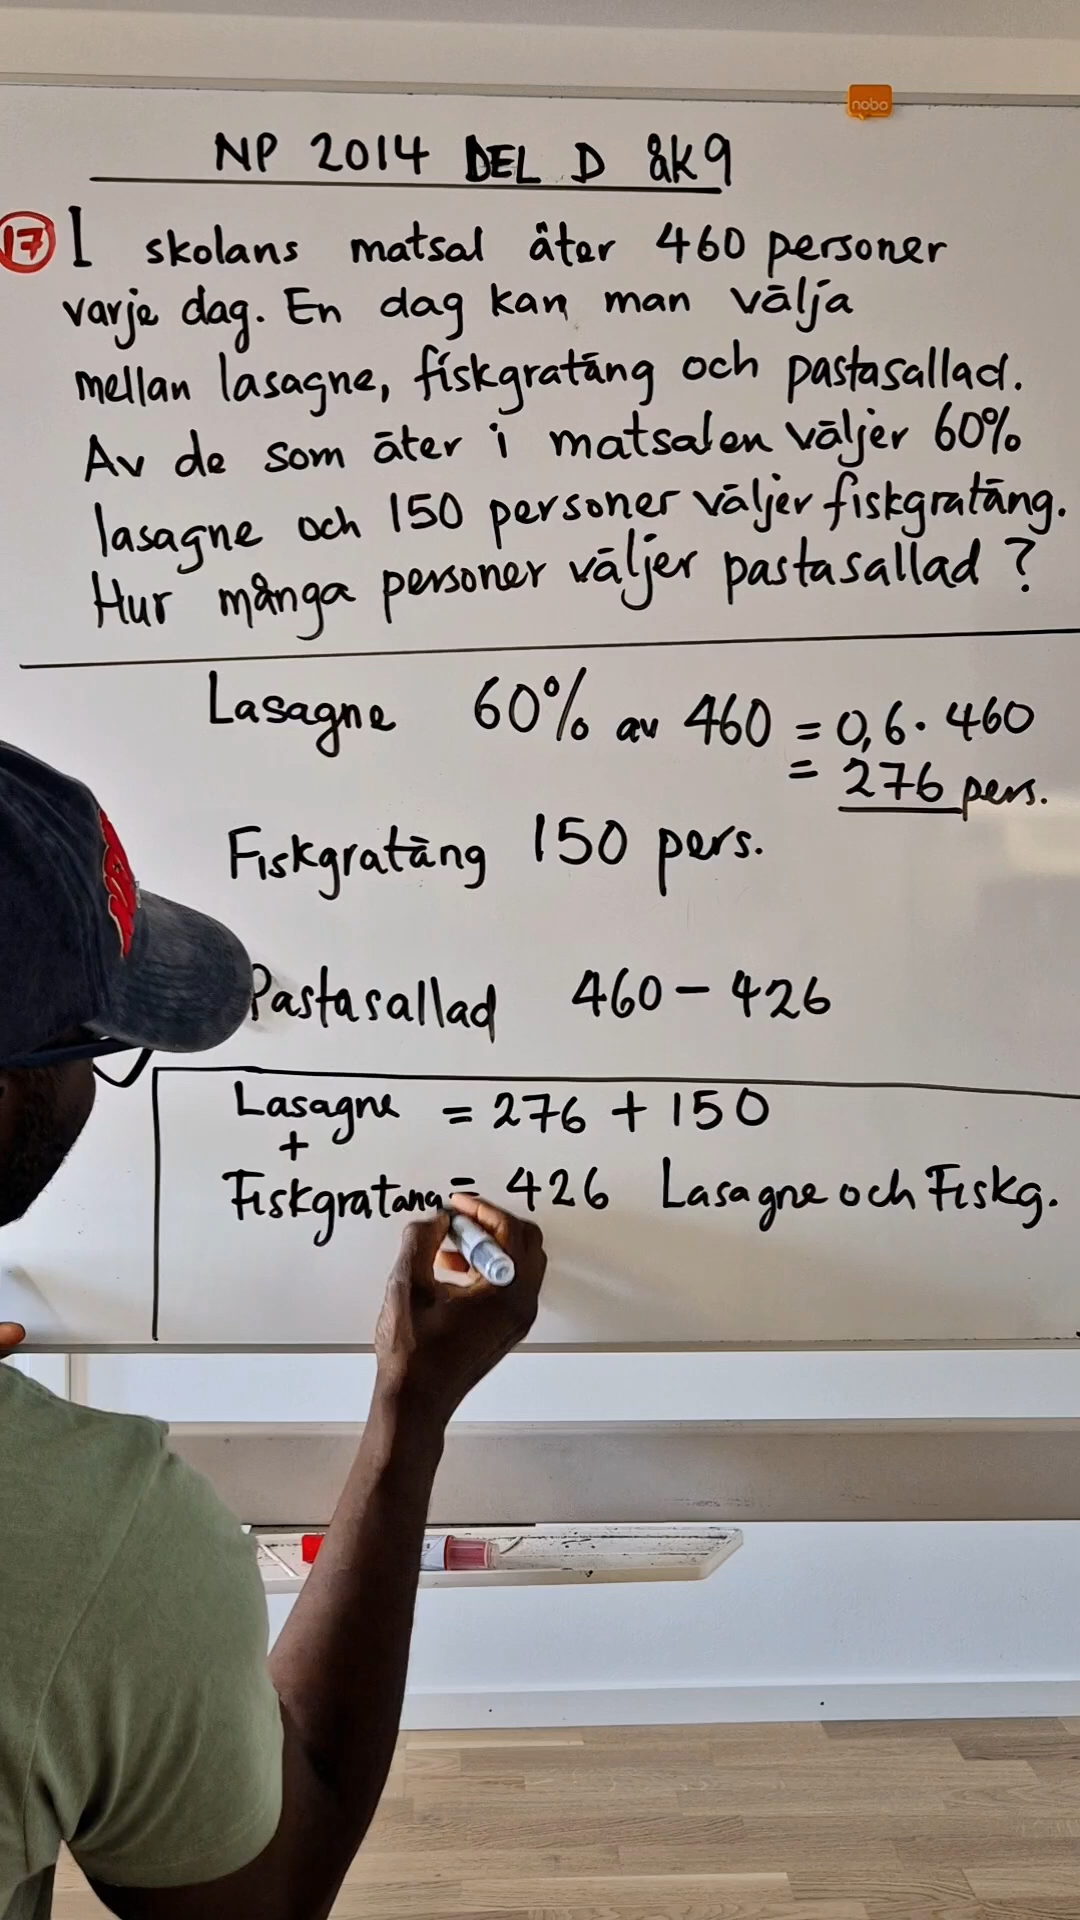 nobo
NP 2014 DEL D åk9
17 I skolans matsal äter 460 personer
varje dag. En dag kan man välja
mellan lasagne, fiskgratäng och pastasallad.
Av de som äter i matsalen väljer 60%
lasagne och 150 personer väljer fiskgratäng.
Hur många personer väljer pastasallad?
Lasagne 60% av 460 = 0,6 · 460
= 276 pers.
Fiskgratäng 150 pers.
Pastasallad 460 - 426
Lasagne = 276 + 150
+
Fiskgratang = 426 Lasagne och Fiskg.